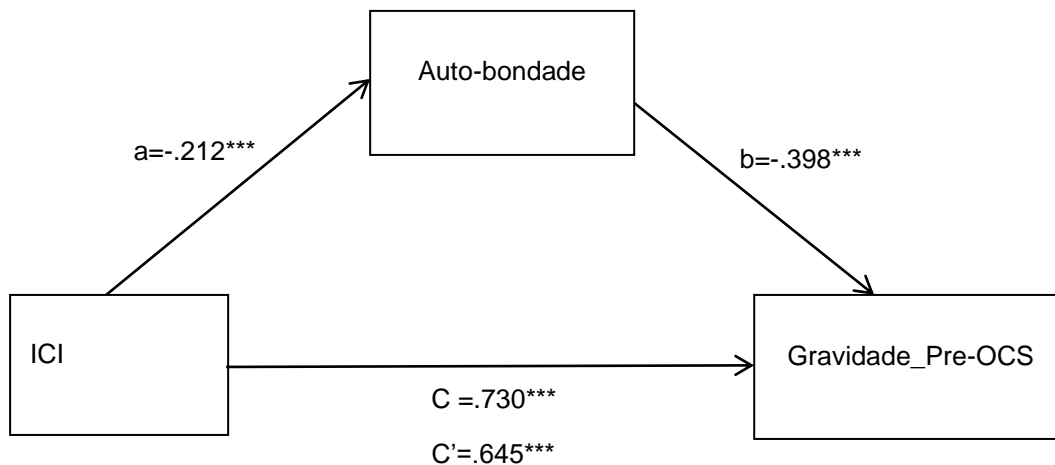 Auto-bondade
a=-.212***
b=-.398***
ICI
Gravidade_Pre-OCS
C =.730***
C’=.645***